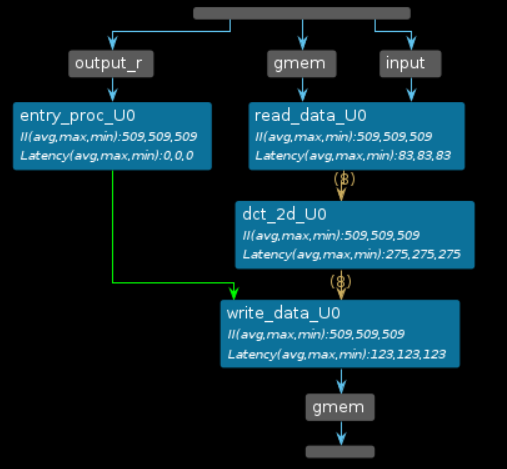 output_r
gmem
input
entry_proc_U0
II(avg,max,min):509,509,509
Latency(avg,max,min):0,0,0
read_data_U0
II(avg,max,min):509,509,509
Latency(avg,max,min):83,83,83
(8)
dct_2d_U0
II(avg,max,min):509,509,509
Latency(avg,max,min):275,275,275
(8)
write_data_U0
II(avg,max,min):509,509,509
Latency(avg,max,min):123,123,123
gmem